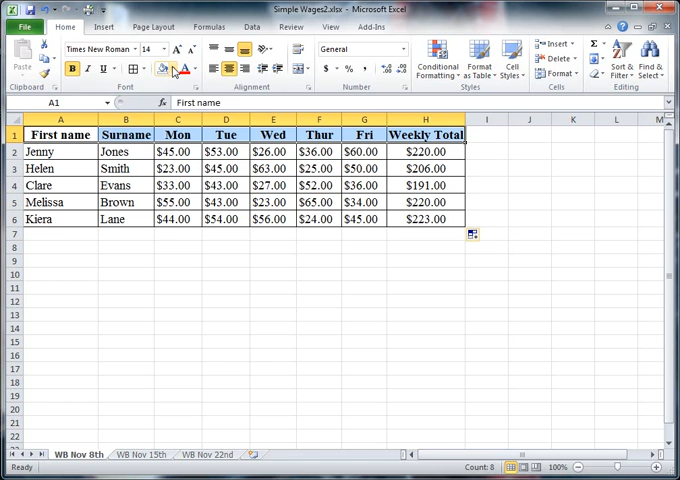 Simple Wages2.xlsx - Microsoft Excel
File Home Insert Page Layout Formulas Data Review View Add-Ins
Times New Roman 14 General
Paste
Conditional Formatting Format as Table Cell Styles
Insert
Delete
Format
Sort & Filter Find & Select
Clipboard Font Alignment Number Styles Cells Editing
A1 fx First name
A B C D E F G H I J K L M
1 First name Surname Mon Tue Wed Thur Fri Weekly Total
2 Jenny Jones $45.00 $53.00 $26.00 $36.00 $60.00 $220.00
3 Helen Smith $23.00 $45.00 $63.00 $25.00 $50.00 $206.00
4 Clare Evans $33.00 $43.00 $27.00 $52.00 $36.00 $191.00
5 Melissa Brown $55.00 $43.00 $23.00 $65.00 $34.00 $220.00
6 Kiera Lane $44.00 $54.00 $56.00 $24.00 $45.00 $223.00
7
8
9
10
11
12
13
14
15
16
17
18
19
20
21
22
WB Nov 8th WB Nov 15th WB Nov 22nd
Ready Count: 8 100%